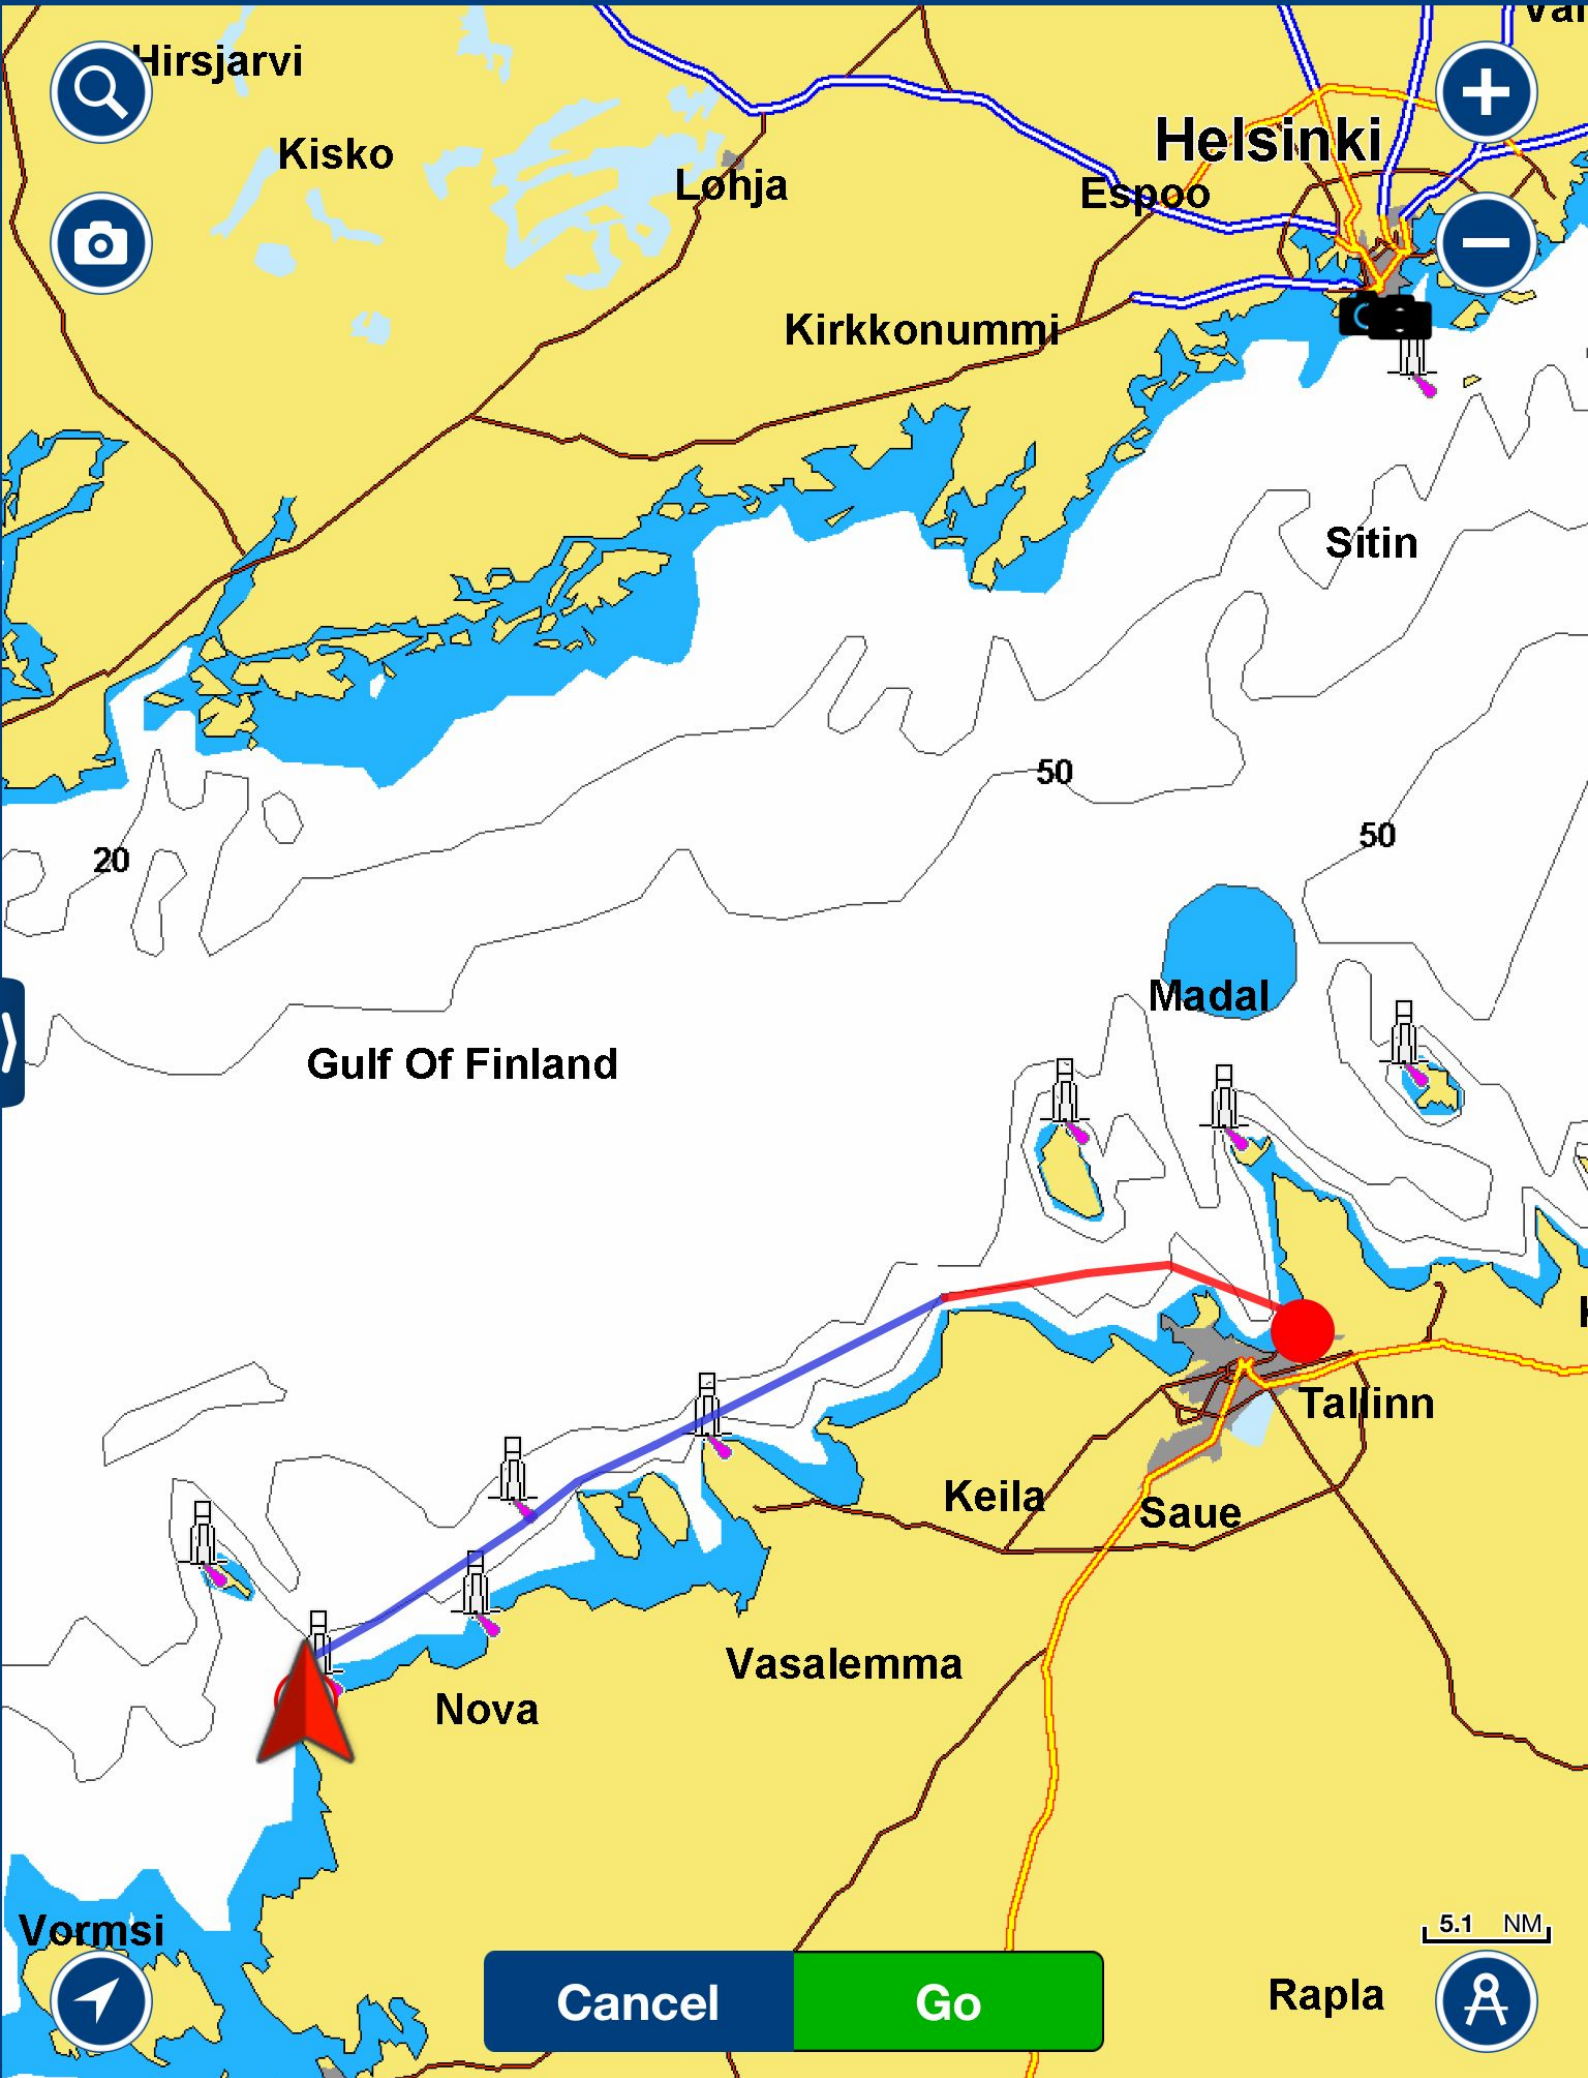 Hirsjarvi
Kisko
Lohja
Helsinki
Espoo
Kirkkonummi
Sitin
50
50
20
Madal
Gulf Of Finland
Tallinn
Keila
Saue
Vasalemma
Nova
Vormsi
5.1 NM
Rapla
Cancel
Go